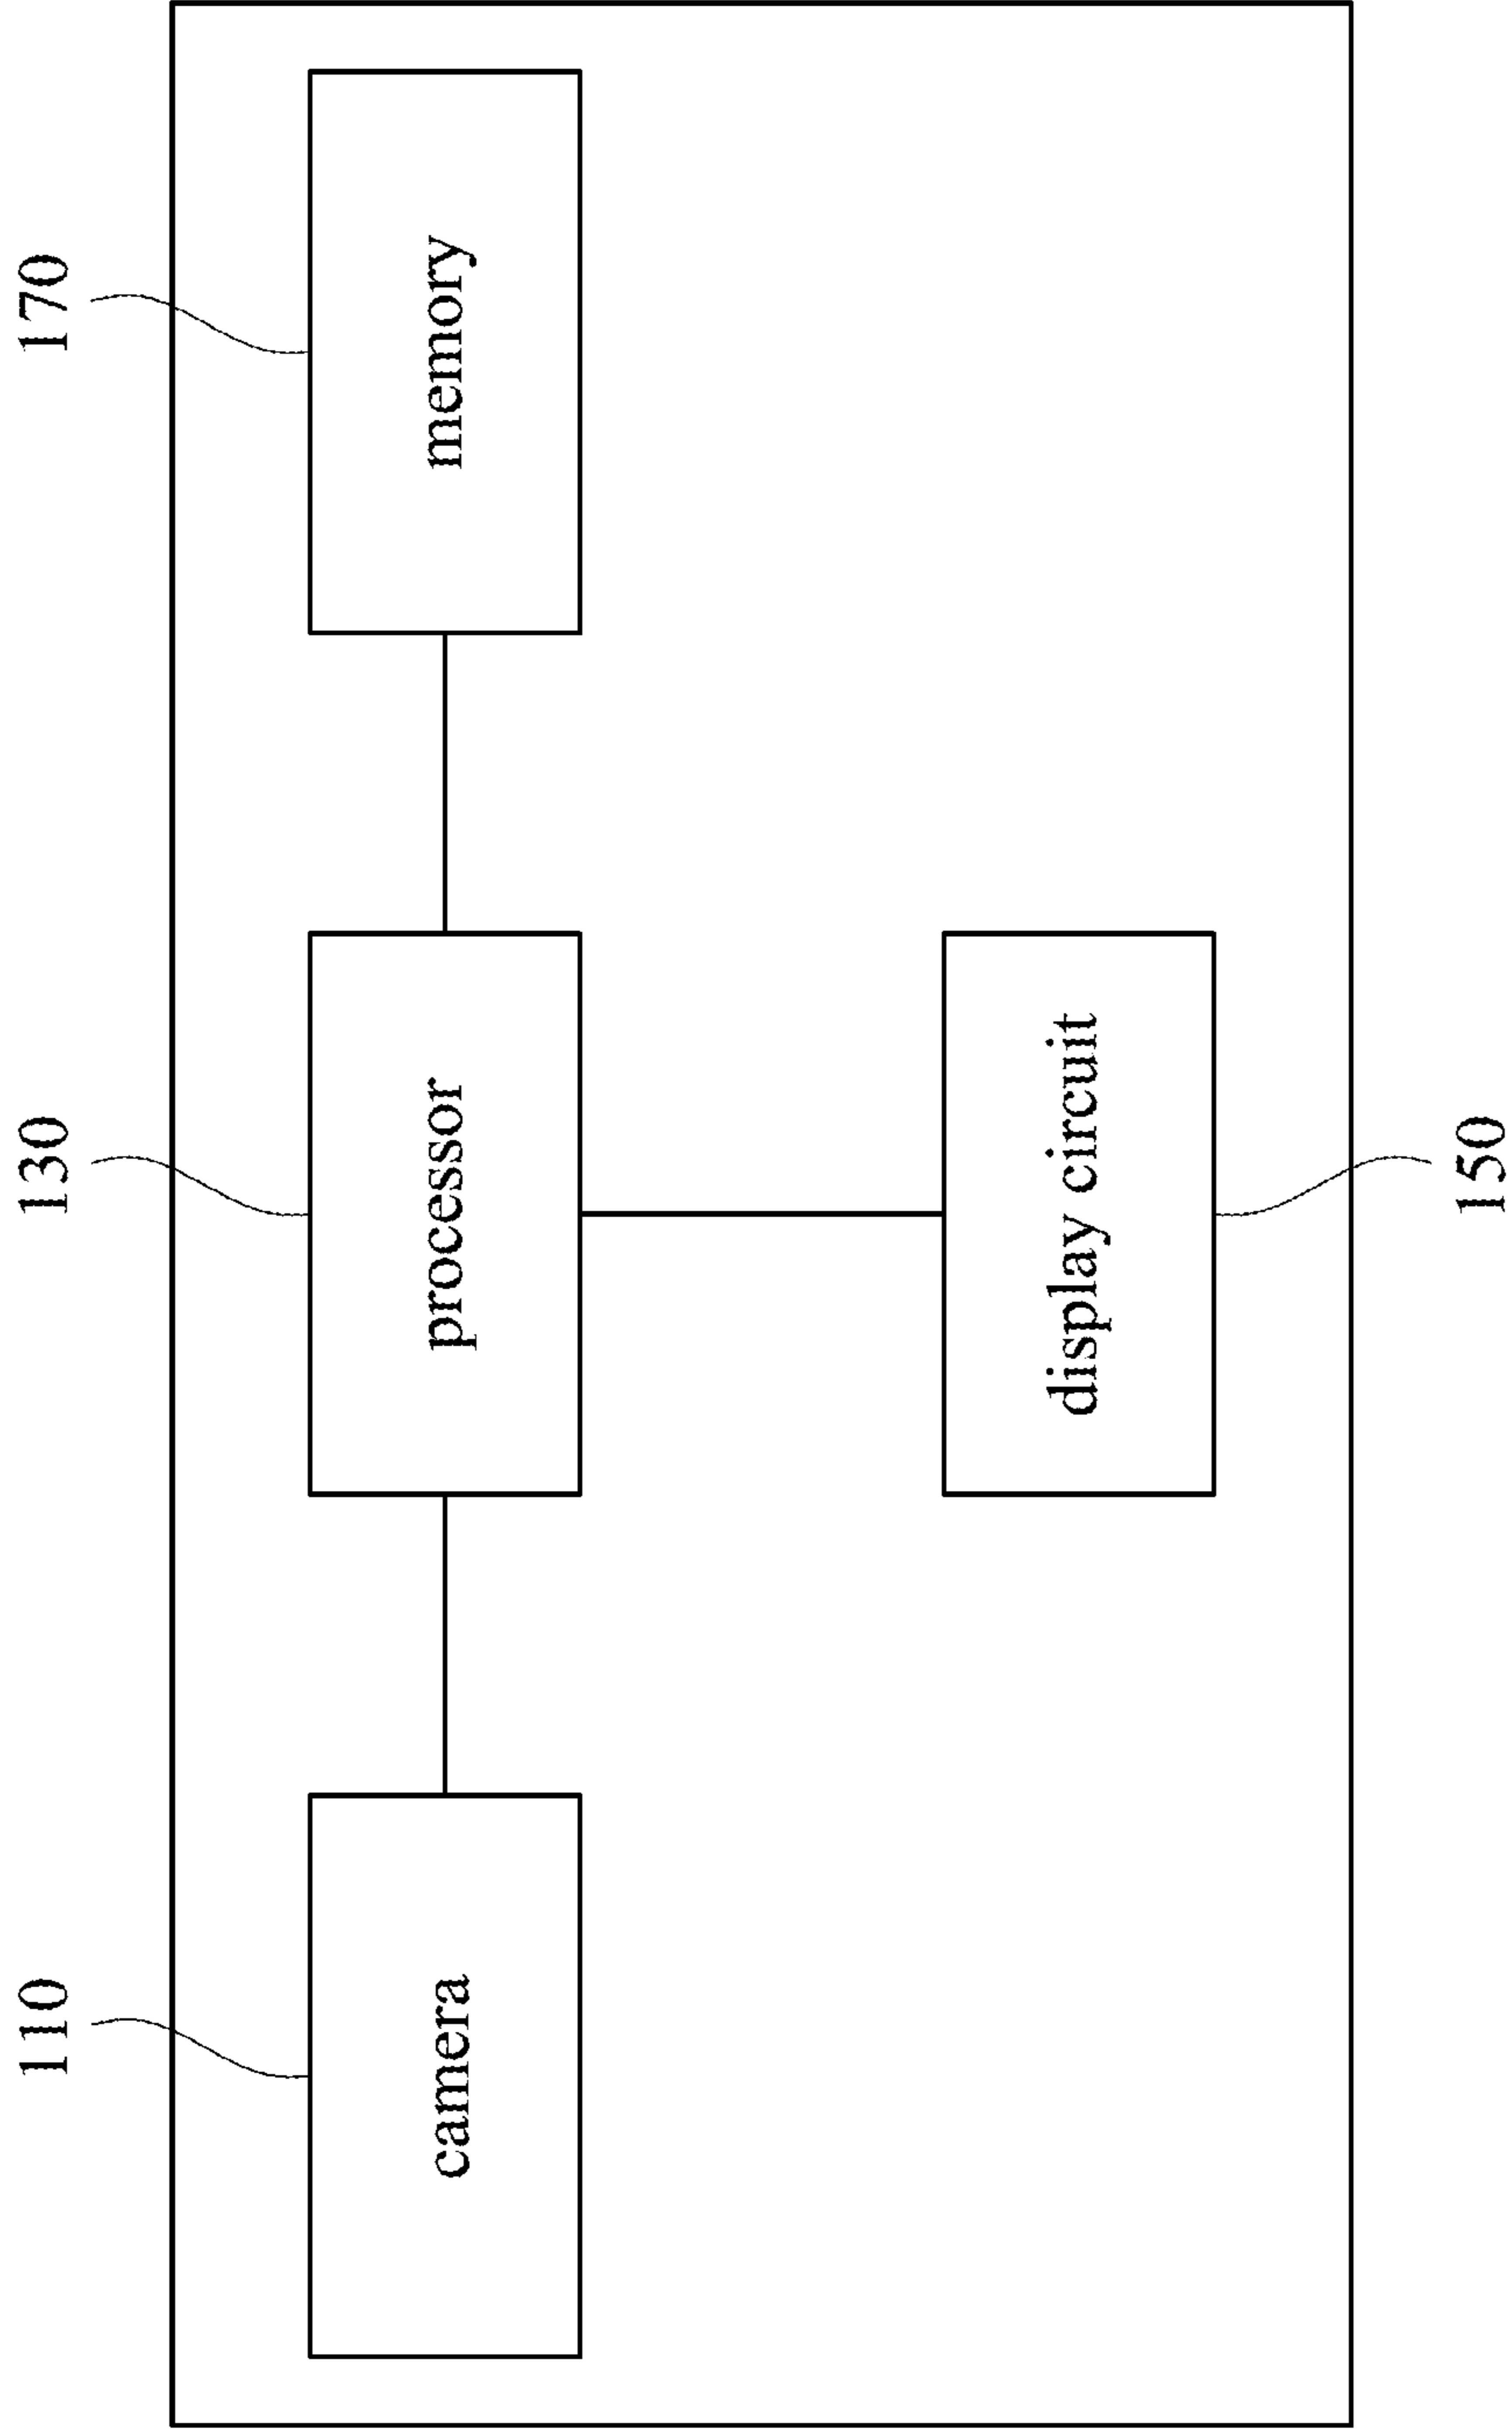 110
130
170
camera
processor
memory
display circuit
150